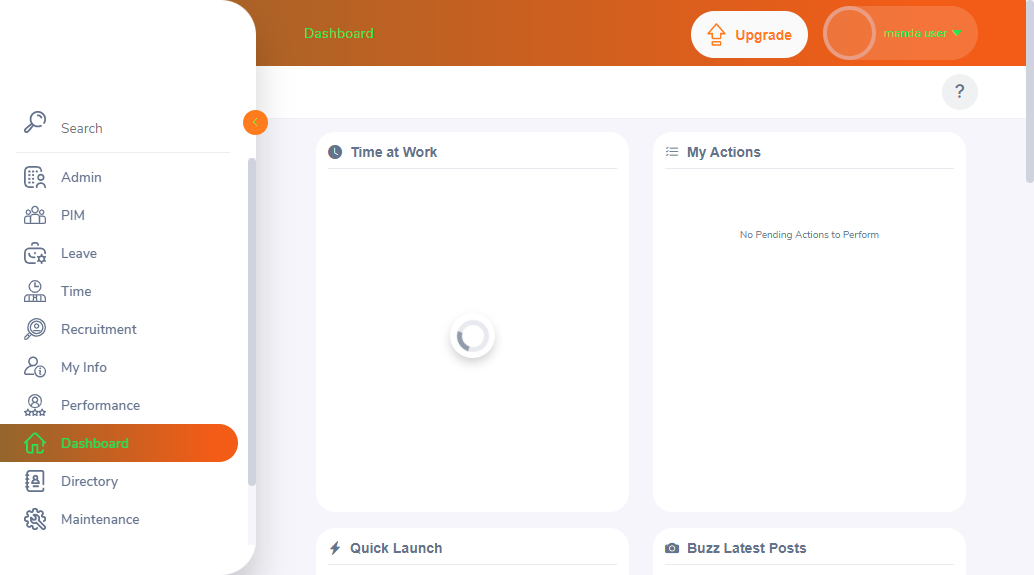 Dashboard
Upgrade
manda user
?
Search
Admin
PIM
Leave
Time
Recruitment
My Info
Performance
Dashboard
Directory
Maintenance
Time at Work
My Actions
No Pending Actions to Perform
Quick Launch
Buzz Latest Posts